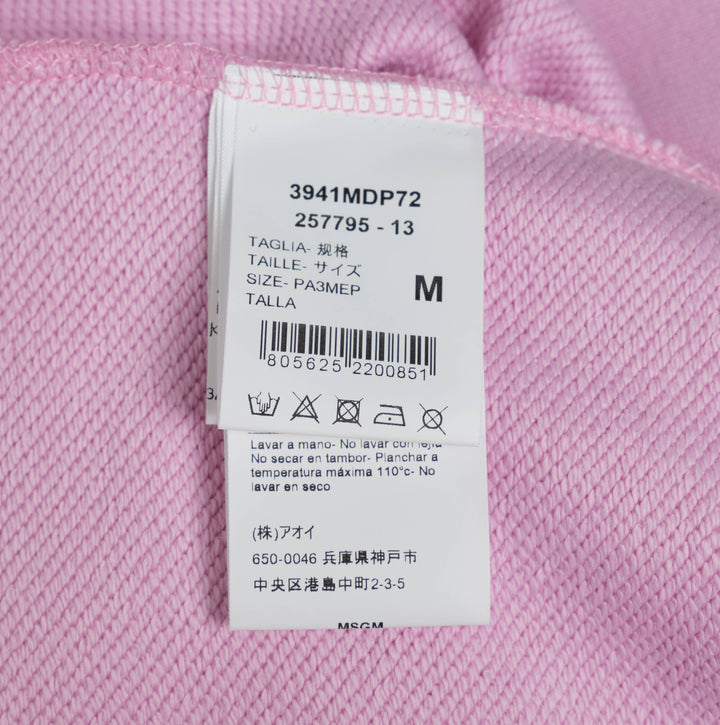 3941MDP72
257795 - 13
TAGLIA- 规格
TAILLE- サイズ
SIZE- PA3MEP
TALLA
M
8056252200851
Lavar a mano- No lavar con lejía
No secar en tambor- Planchar a
temperatura máxima 110°c- No
lavar en seco
(株)アオイ
650-0046 兵庫県神戸市
中央区港島中町2-3-5
MSGM